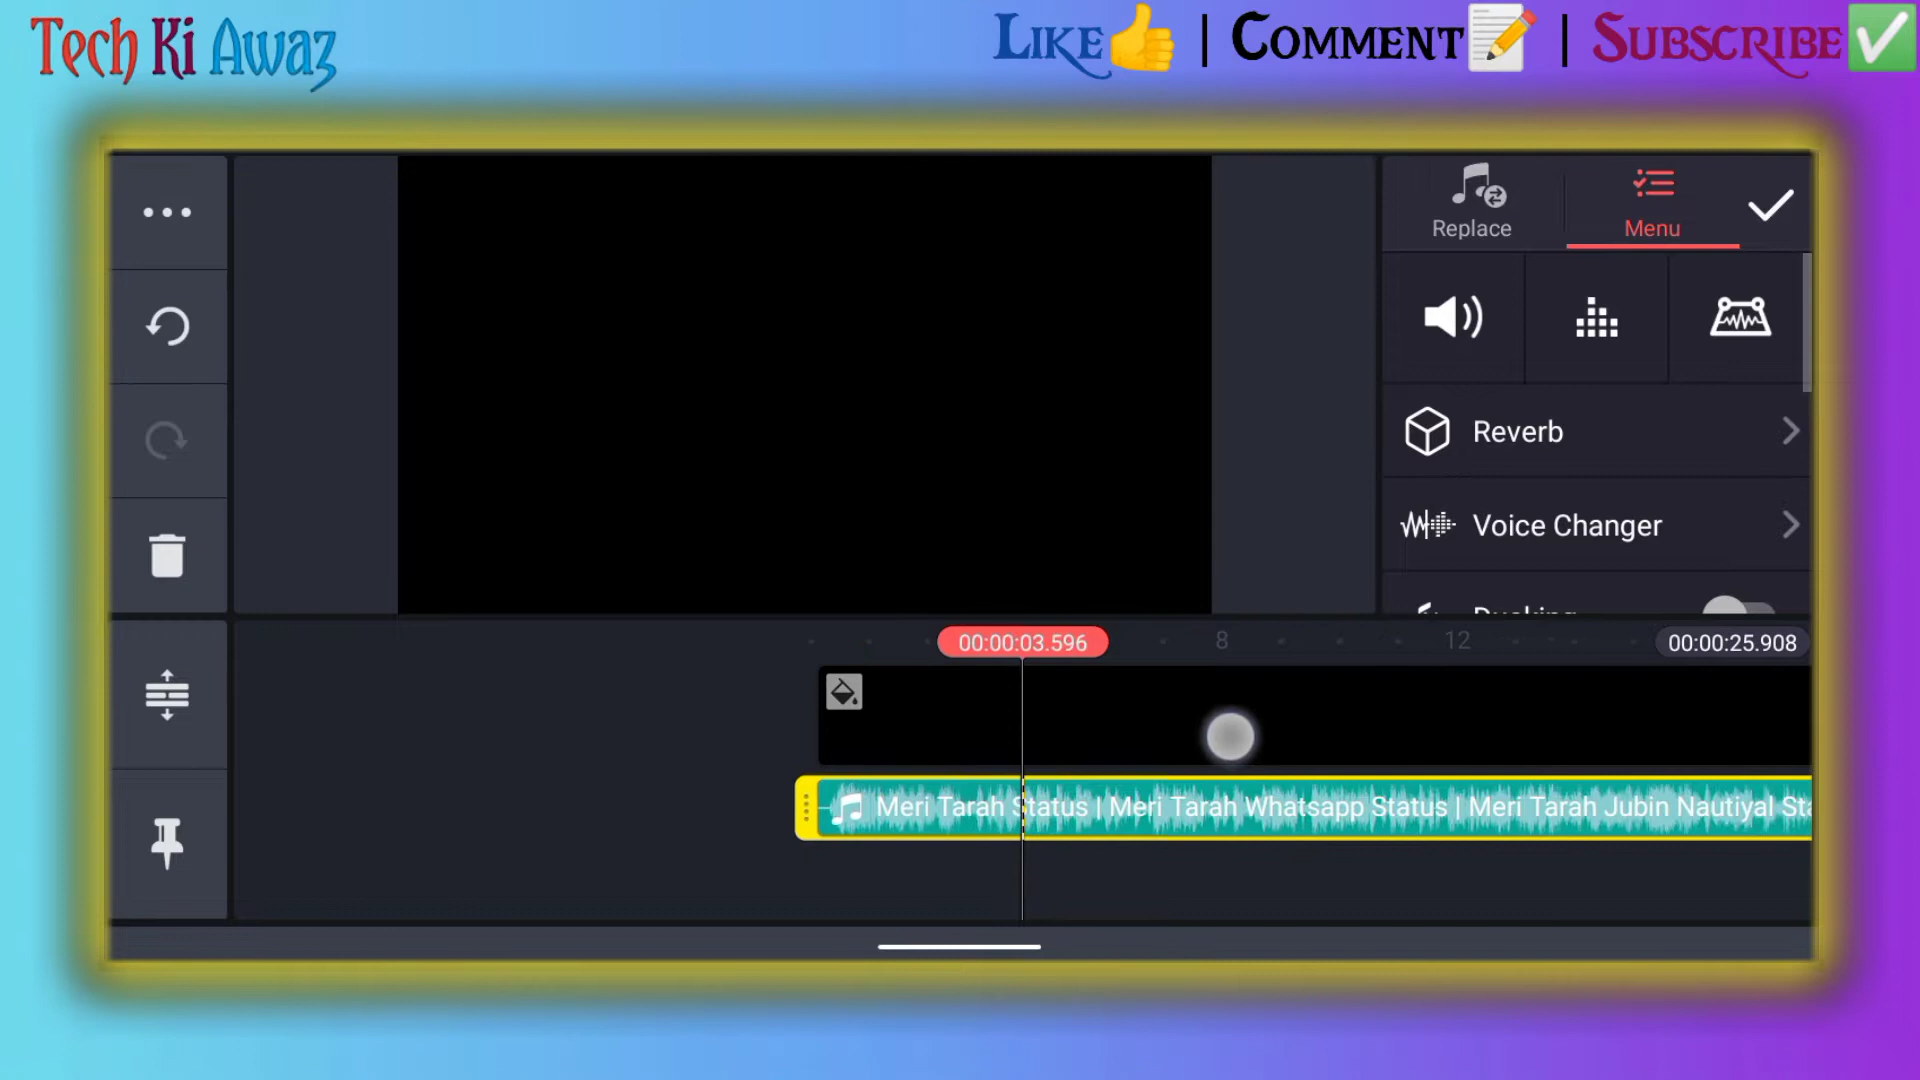 Tech Ki Awaz
Like👍 | Comment📝 | Subscribe✅
Replace
Menu
Reverb
Voice Changer
Ducking
00:00:03.596
8
12
00:00:25.908
Meri Tarah Status | Meri Tarah Whatsapp Status | Meri Tarah Jubin Nautiyal Sta